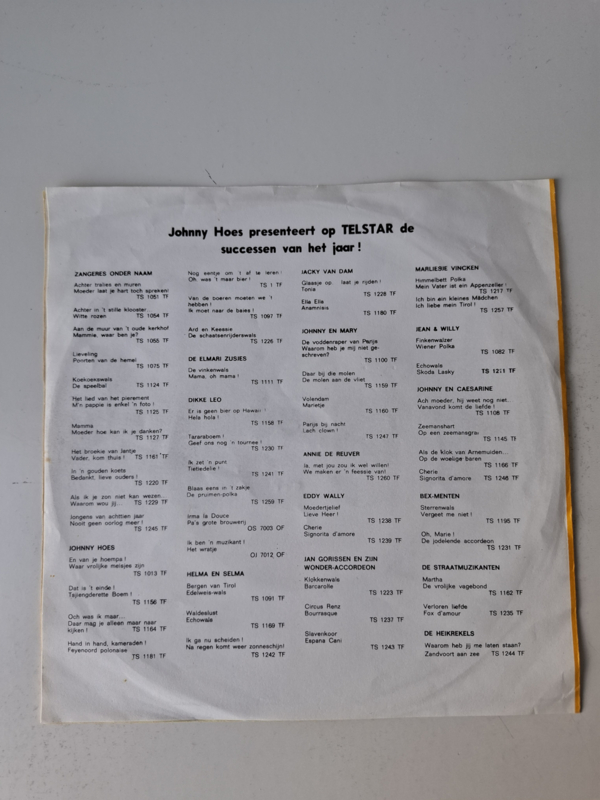 Johnny Hoes presenteert op TELSTAR de
successen van het jaar !
ZANGERES ONDER NAAM
Achter tralies en muren
Moeder laat je hart toch spreken!
TS 1051 TF
Achter in 't stille klooster...
Witte rozen TS 1054 TF
Aan de muur van 't oude kerkhof
Mamma, waar ben je?
TS 1055 TF
Lieveling
Poorten van de hemel
TS 1075 TF
Koekoekswals
De speelbal TS 1124 TF
Het lied van het pierement
M'n pappie is enkel 'n foto !
TS 1125 TF
Mamma
Moeder hoe kan ik je danken?
TS 1127 TF
Het broekie van Jantje
Vader, kom thuis ! TS 1161 TF
In 'n gouden koets
Bedankt, lieve ouders !
TS 1220 TF
Als ik je zon niet kan wezen...
Waarom wou jij... TS 1229 TF
Jongens van achttien jaar
Nooit geen oorlog meer !
TS 1245 TF
JOHNNY HOES
En van je hoempa !
Waar vrolijke meisjes zijn
TS 1013 TF
Dat is 't einde !
Tsjiengderette Boem !
TS 1156 TF
Och was ik maar...
Daar mag je alleen maar naar
kijken ! TS 1164 TF
Hand in hand, kameraden !
Feyenoord polonaise
TS 1181 TF
Nog eentje om 't af te leren !
Oh was 't maar bier !
TS 1 TF
Van de boeren moeten we 't
hebben !
Ik moet naar de baas !
TS 1097 TF
Ard en Keessie
De schaatsenrijderswals
TS 1226 TF
DE ELMARI ZUSJES
De vinkenwals
Mama, oh mama !
TS 1111 TF
DIKKE LEO
Er is geen bier op Hawaii !
Hela hola !
TS 1158 TF
Tararaboem !
Geef ons nog 'n tournee !
TS 1230 TF
Ik zet 'n punt
Tietledelie !
TS 1241 TF
Blaas eens in 't zakje
De pruimen-polka
TS 1259 TF
Irma la Douce
Pa's grote brouwerij
OS 7003 OF
Ik ben 'n muzikant !
Het wratje
OJ 7012 OF
HELMA EN SELMA
Bergen van Tirol
Edelweis-wals
TS 1091 TF
Waldeslust
Echowals
TS 1169 TF
Ik ga nu scheiden !
Na regen komt weer zonneschijn!
TS 1242 TF
JACKY VAN DAM
Glaasje op laat je rijden !
Tonia
TS 1228 TF
Ella Ella
Anamnisis
TS 1180 TF
JOHNNY EN MARY
De voddenraper van Parijs
Waarom heb je mij niet ge-
schreven?
TS 1100 TF
Daar bij die molen
De molen aan de vliet
TS 1159 TF
Volendam
Marietje
TS 1160 TF
Parijs bij nacht
Lach clown !
TS 1247 TF
ANNIE DE REUVER
Ja, met jou zou ik wel willen!
We maken er 'n feessie van!
TS 1260 TF
EDDY WALLY
Moedertjelief
Lieve Heer !
TS 1238 TF
Cherie
Signorita d'amore
TS 1239 TF
JAN GORISSEN EN ZIJN
WONDER-ACCORDEON
Klokkenwals
Barcarolle
TS 1223 TF
Circus Renz
Bourrasque
TS 1237 TF
Slavenkoor
Espana Cani
TS 1243 TF
MARLIESIE VINCKEN
Himmelbett Polka
Mein Vater ist ein Appenzeller !
TS 1217 TF
Ich bin ein kleines Mädchen
Ich liebe mein Tirol !
TS 1257 TF
JEAN & WILLY
Finkenwalzer
Wiener Polka
TS 1082 TF
Echowals
Skoda Lasky TS 1211 TF
JOHNNY EN CAESARINE
Ach moeder, hij weet nog niet..
Vanavond komt de liefde !
TS 1108 TF
Zeemanshart
Op een zeemansgraf
TS 1145 TF
Als de klok van Arnemuiden...
Op de woelige baren
TS 1166 TF
Cherie
Signorita d'amore TS 1248 TF
BEX-MENTEN
Sterrenwals
Vergeet me niet !
TS 1195 TF
Oh, Marie !
De jodelende accordeon
TS 1231 TF
DE STRAATMUZIKANTEN
Martha
De vrolijke vagebond
TS 1162 TF
Verloren liefde
Fox d'amour TS 1235 TF
DE HEIKREKELS
Waarom heb jij me laten staan?
Zandvoort aan zee TS 1244 TF